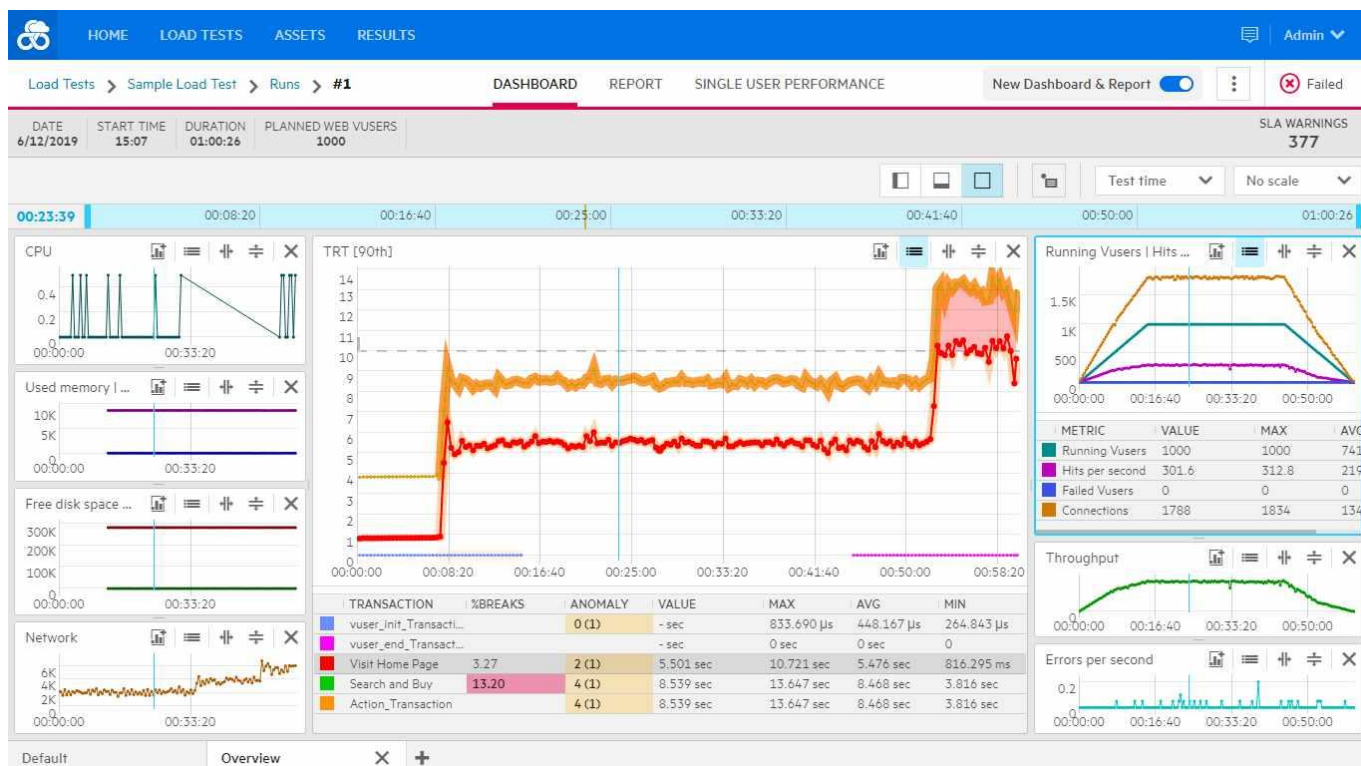 HOME LOAD TESTS ASSETS RESULTS Admin
Load Tests > Sample Load Test > Runs > #1 DASHBOARD REPORT SINGLE USER PERFORMANCE New Dashboard & Report Failed
DATE START TIME DURATION PLANNED WEB VUSERS SLA WARNINGS
6/12/2019 15:07 01:00:26 1000 377
Test time No scale
00:23:39 00:08:20 00:16:40 00:25:00 00:33:20 00:41:40 00:50:00 01:00:26
CPU
0.4
0.2
0
00:00:00 00:33:20
Used memory | ...
10K
5K
0
00:00:00 00:33:20
Free disk space ...
300K
200K
100K
0
00:00:00 00:33:20
Network
6K
4K
2K
0
00:00:00 00:33:20
TRT [90th]
14
13
12
11
10
9
8
7
6
5
4
3
2
1
0
00:00:00 00:08:20 00:16:40 00:25:00 00:33:20 00:41:40 00:50:00 00:58:20
TRANSACTION %BREAKS ANOMALY VALUE MAX AVG MIN
vuser_init_Transacti... 0 (1) - sec 833.690 μs 448.167 μs 264.843 μs
vuser_end_Transact... - sec 0 sec 0 sec 0
Visit Home Page 3.27 2 (1) 5.501 sec 10.721 sec 5.476 sec 816.295 ms
Search and Buy 13.20 4 (1) 8.539 sec 13.647 sec 8.468 sec 3.816 sec
Action_Transaction 4 (1) 8.539 sec 13.647 sec 8.468 sec 3.816 sec
Running Vusers | Hits ...
1.5K
1K
500
0
00:00:00 00:16:40 00:33:20 00:50:00
METRIC VALUE MAX AVG
Running Vusers 1000 1000 741
Hits per second 301.6 312.8 219
Failed Vusers 0 0 0
Connections 1788 1834 134
Throughput
0
00:00:00 00:16:40 00:33:20 00:50:00
Errors per second
0.2
0
00:00:00 00:16:40 00:33:20 00:50:00
Default Overview